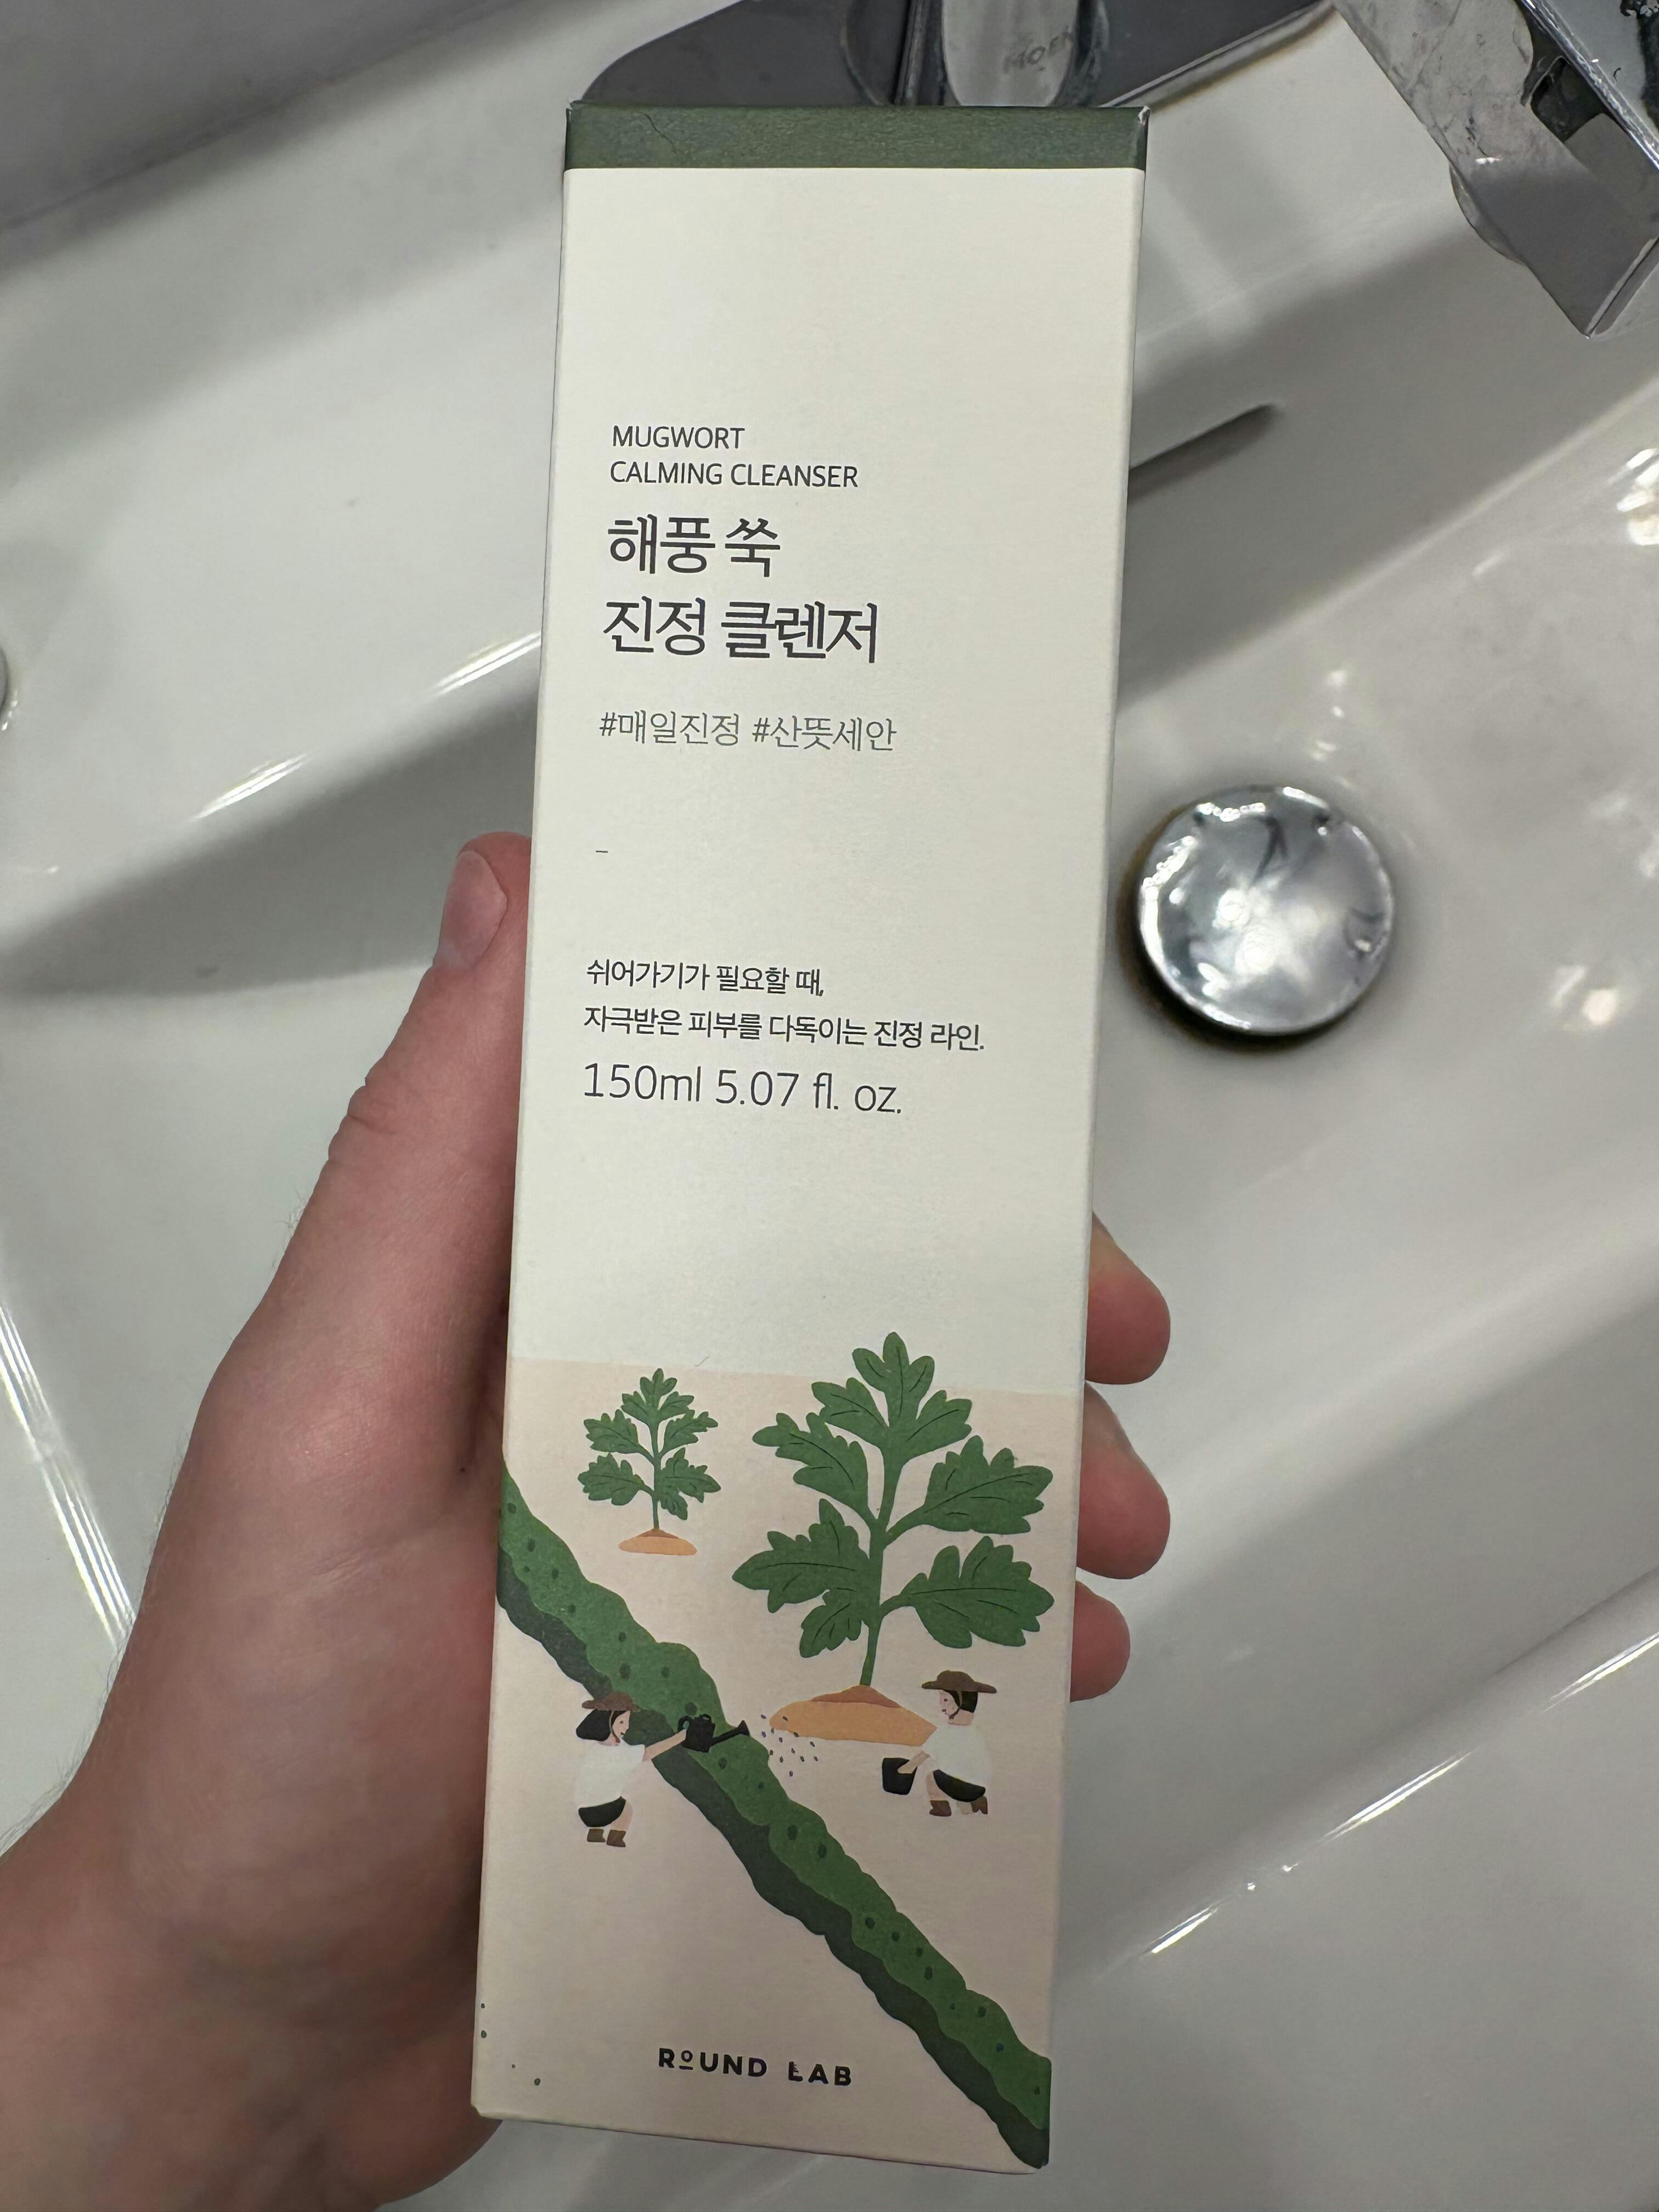 MOEN
MUGWORT
CALMING CLEANSER
해풍 쑥
진정 클렌저
#매일진정 #산뜻세안
–
쉬어가기가 필요할 때,
자극받은 피부를 다독이는 진정 라인.
150ml 5.07 fl. oz.
ROUND LAB